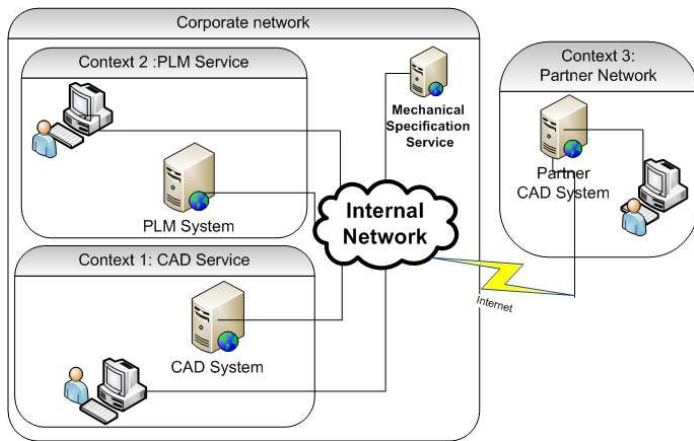 Corporate network
Context 2 :PLM Service
PLM System
Mechanical
Specification
Service
Internal
Network
Context 1: CAD Service
CAD System
Context 3:
Partner Network
Partner
CAD System
Internet